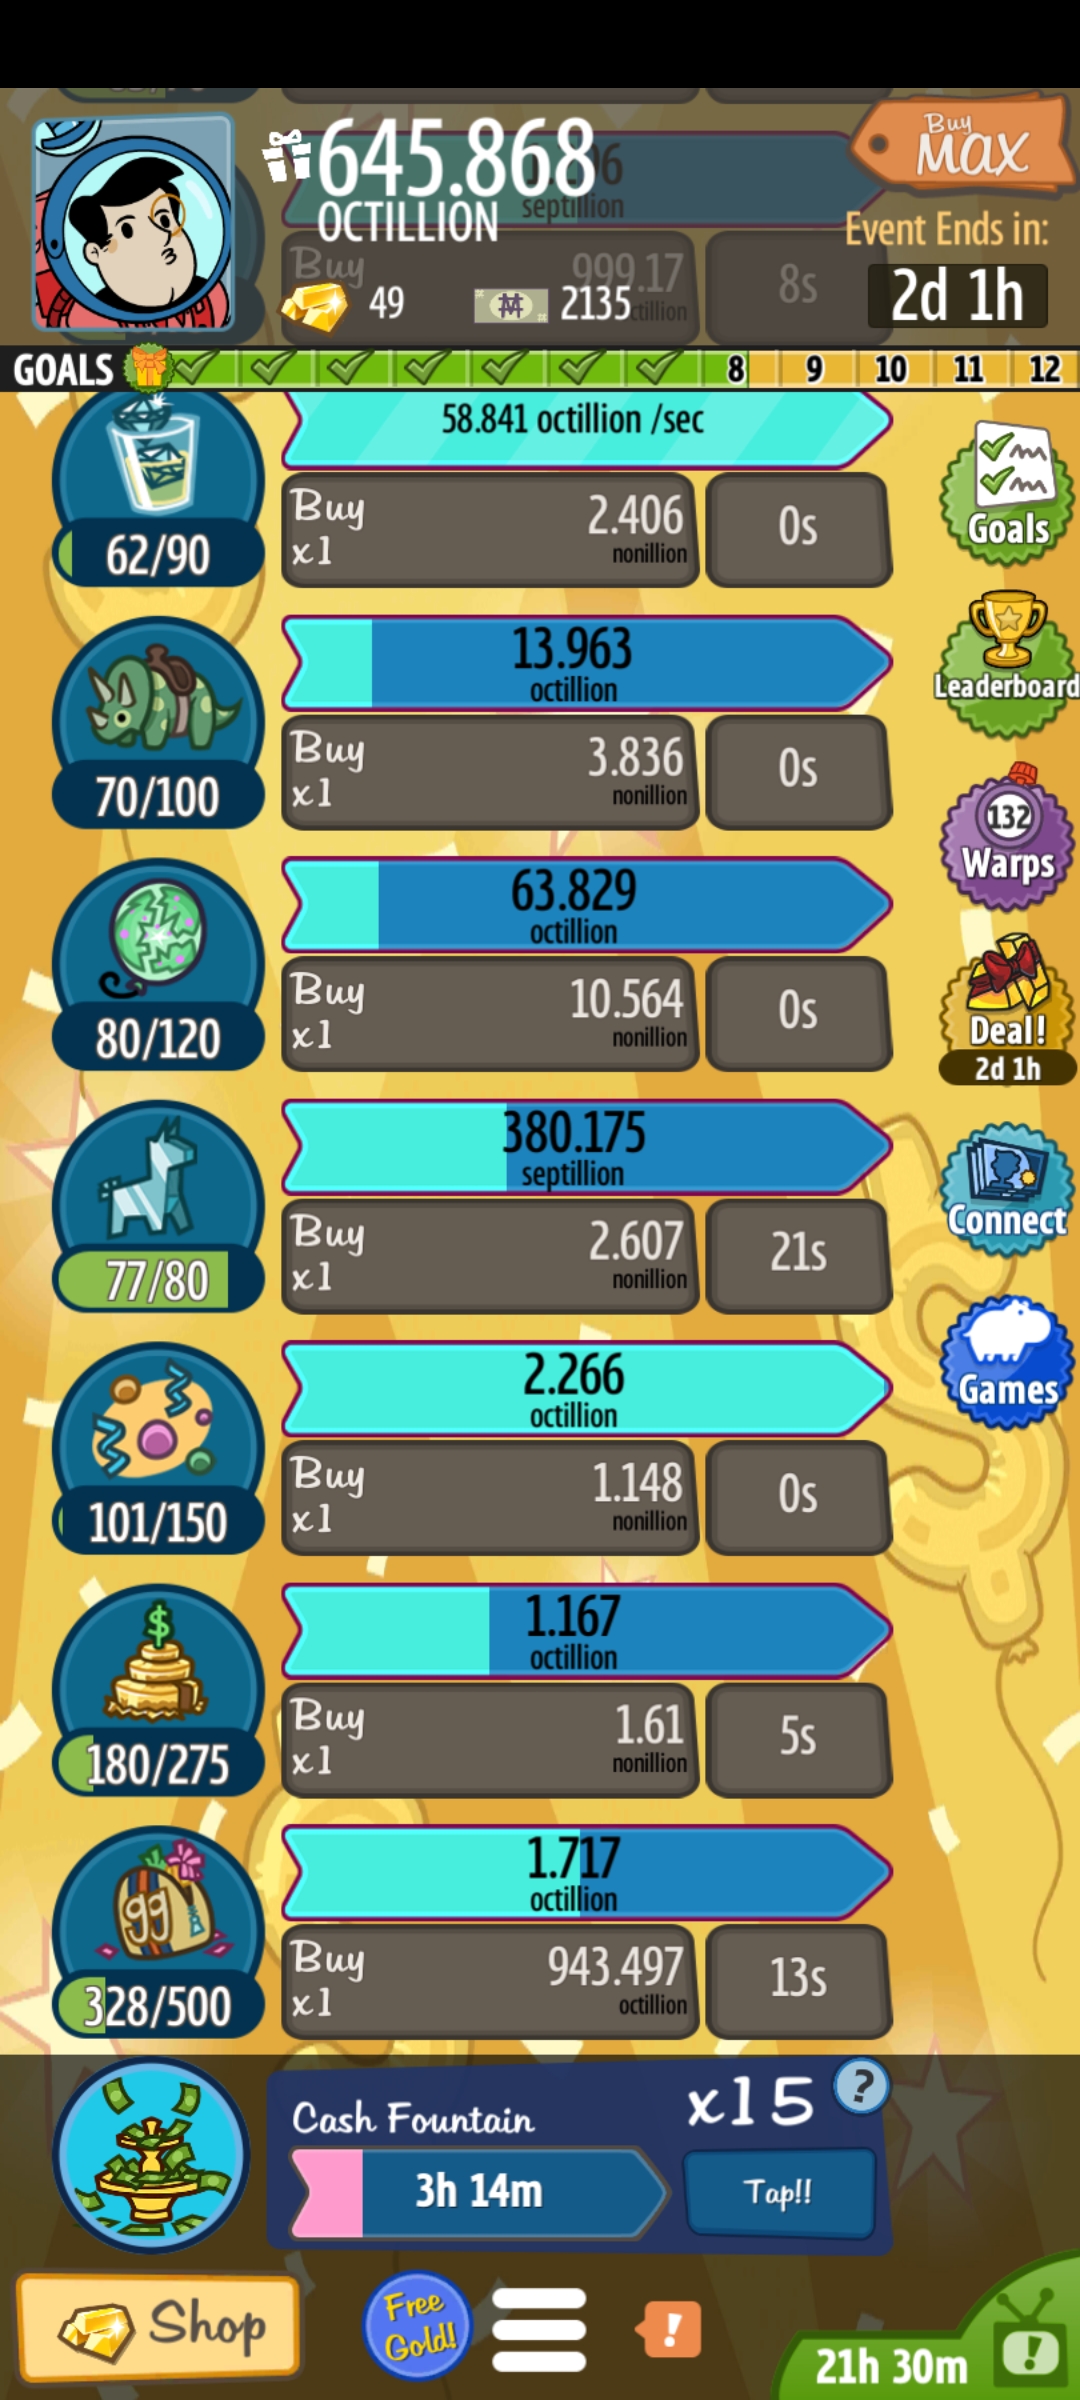 645.868
OCTILLION
septillion
Buy
MAX
Event Ends in:
2d 1h
Buy
999.17
8s
49
2135
GOALS
8
9
10
11
12
58.841 octillion /sec
62/90
Buy
x1
2.406
nonillion
0s
Goals
13.963
octillion
70/100
Buy
x1
3.836
nonillion
0s
Leaderboard
63.829
octillion
80/120
Buy
x1
10.564
nonillion
0s
132
Warps
Deal!
2d 1h
380.175
septillion
77/80
Buy
x1
2.607
nonillion
21s
Connect
2.266
octillion
101/150
Buy
x1
1.148
nonillion
0s
Games
1.167
octillion
180/275
Buy
x1
1.61
nonillion
5s
1.717
octillion
gg
328/500
Buy
x1
943.497
octillion
13s
Cash Fountain
x15
?
3h 14m
Tap!!
Shop
Free
Gold!
!
21h 30m
!